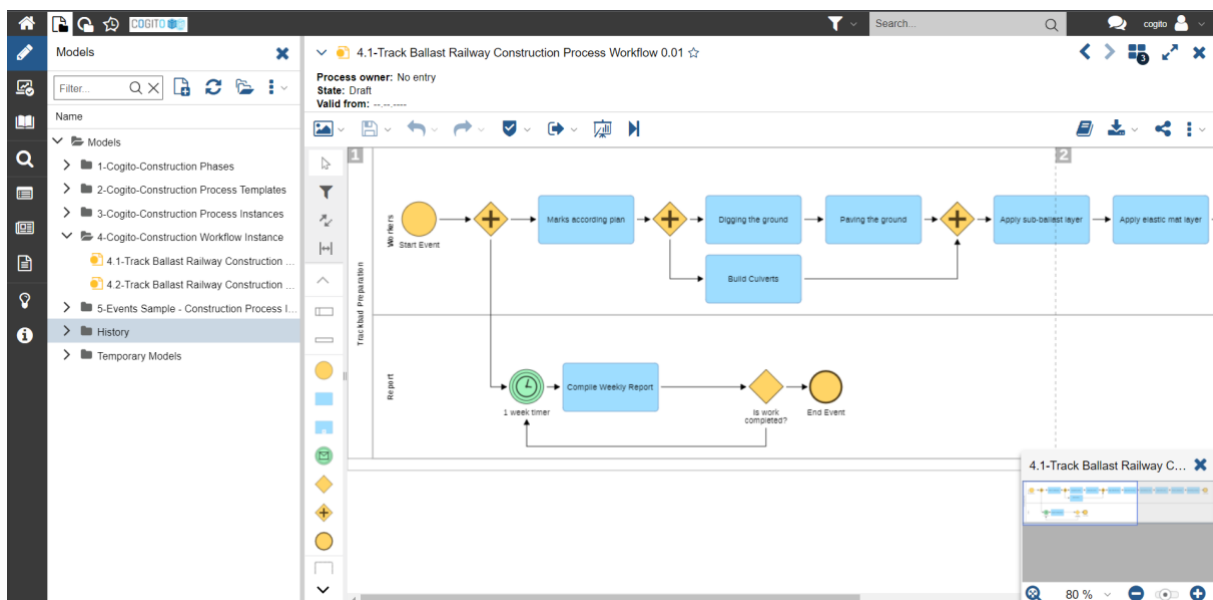 COGITO
Search...
cogito
Models
Filter...
Name
Models
1-Cogito-Construction Phases
2-Cogito-Construction Process Templates
3-Cogito-Construction Process Instances
4-Cogito-Construction Workflow Instance
4.1-Track Ballast Railway Construction ...
4.2-Track Ballast Railway Construction ...
5-Events Sample - Construction Process I...
History
Temporary Models
4.1-Track Ballast Railway Construction Process Workflow 0.01
3
Process owner: No entry
State: Draft
Valid from: --.--.----
1
2
Trackbad Preparation
Workers
Start Event
Marks according plan
Digging the ground
Paving the ground
Apply sub-ballast layer
Apply elastic mat layer
Build Culverts
Report
1 week timer
Compile Weekly Report
Is work
completed?
End Event
4.1-Track Ballast Railway C...
80 %